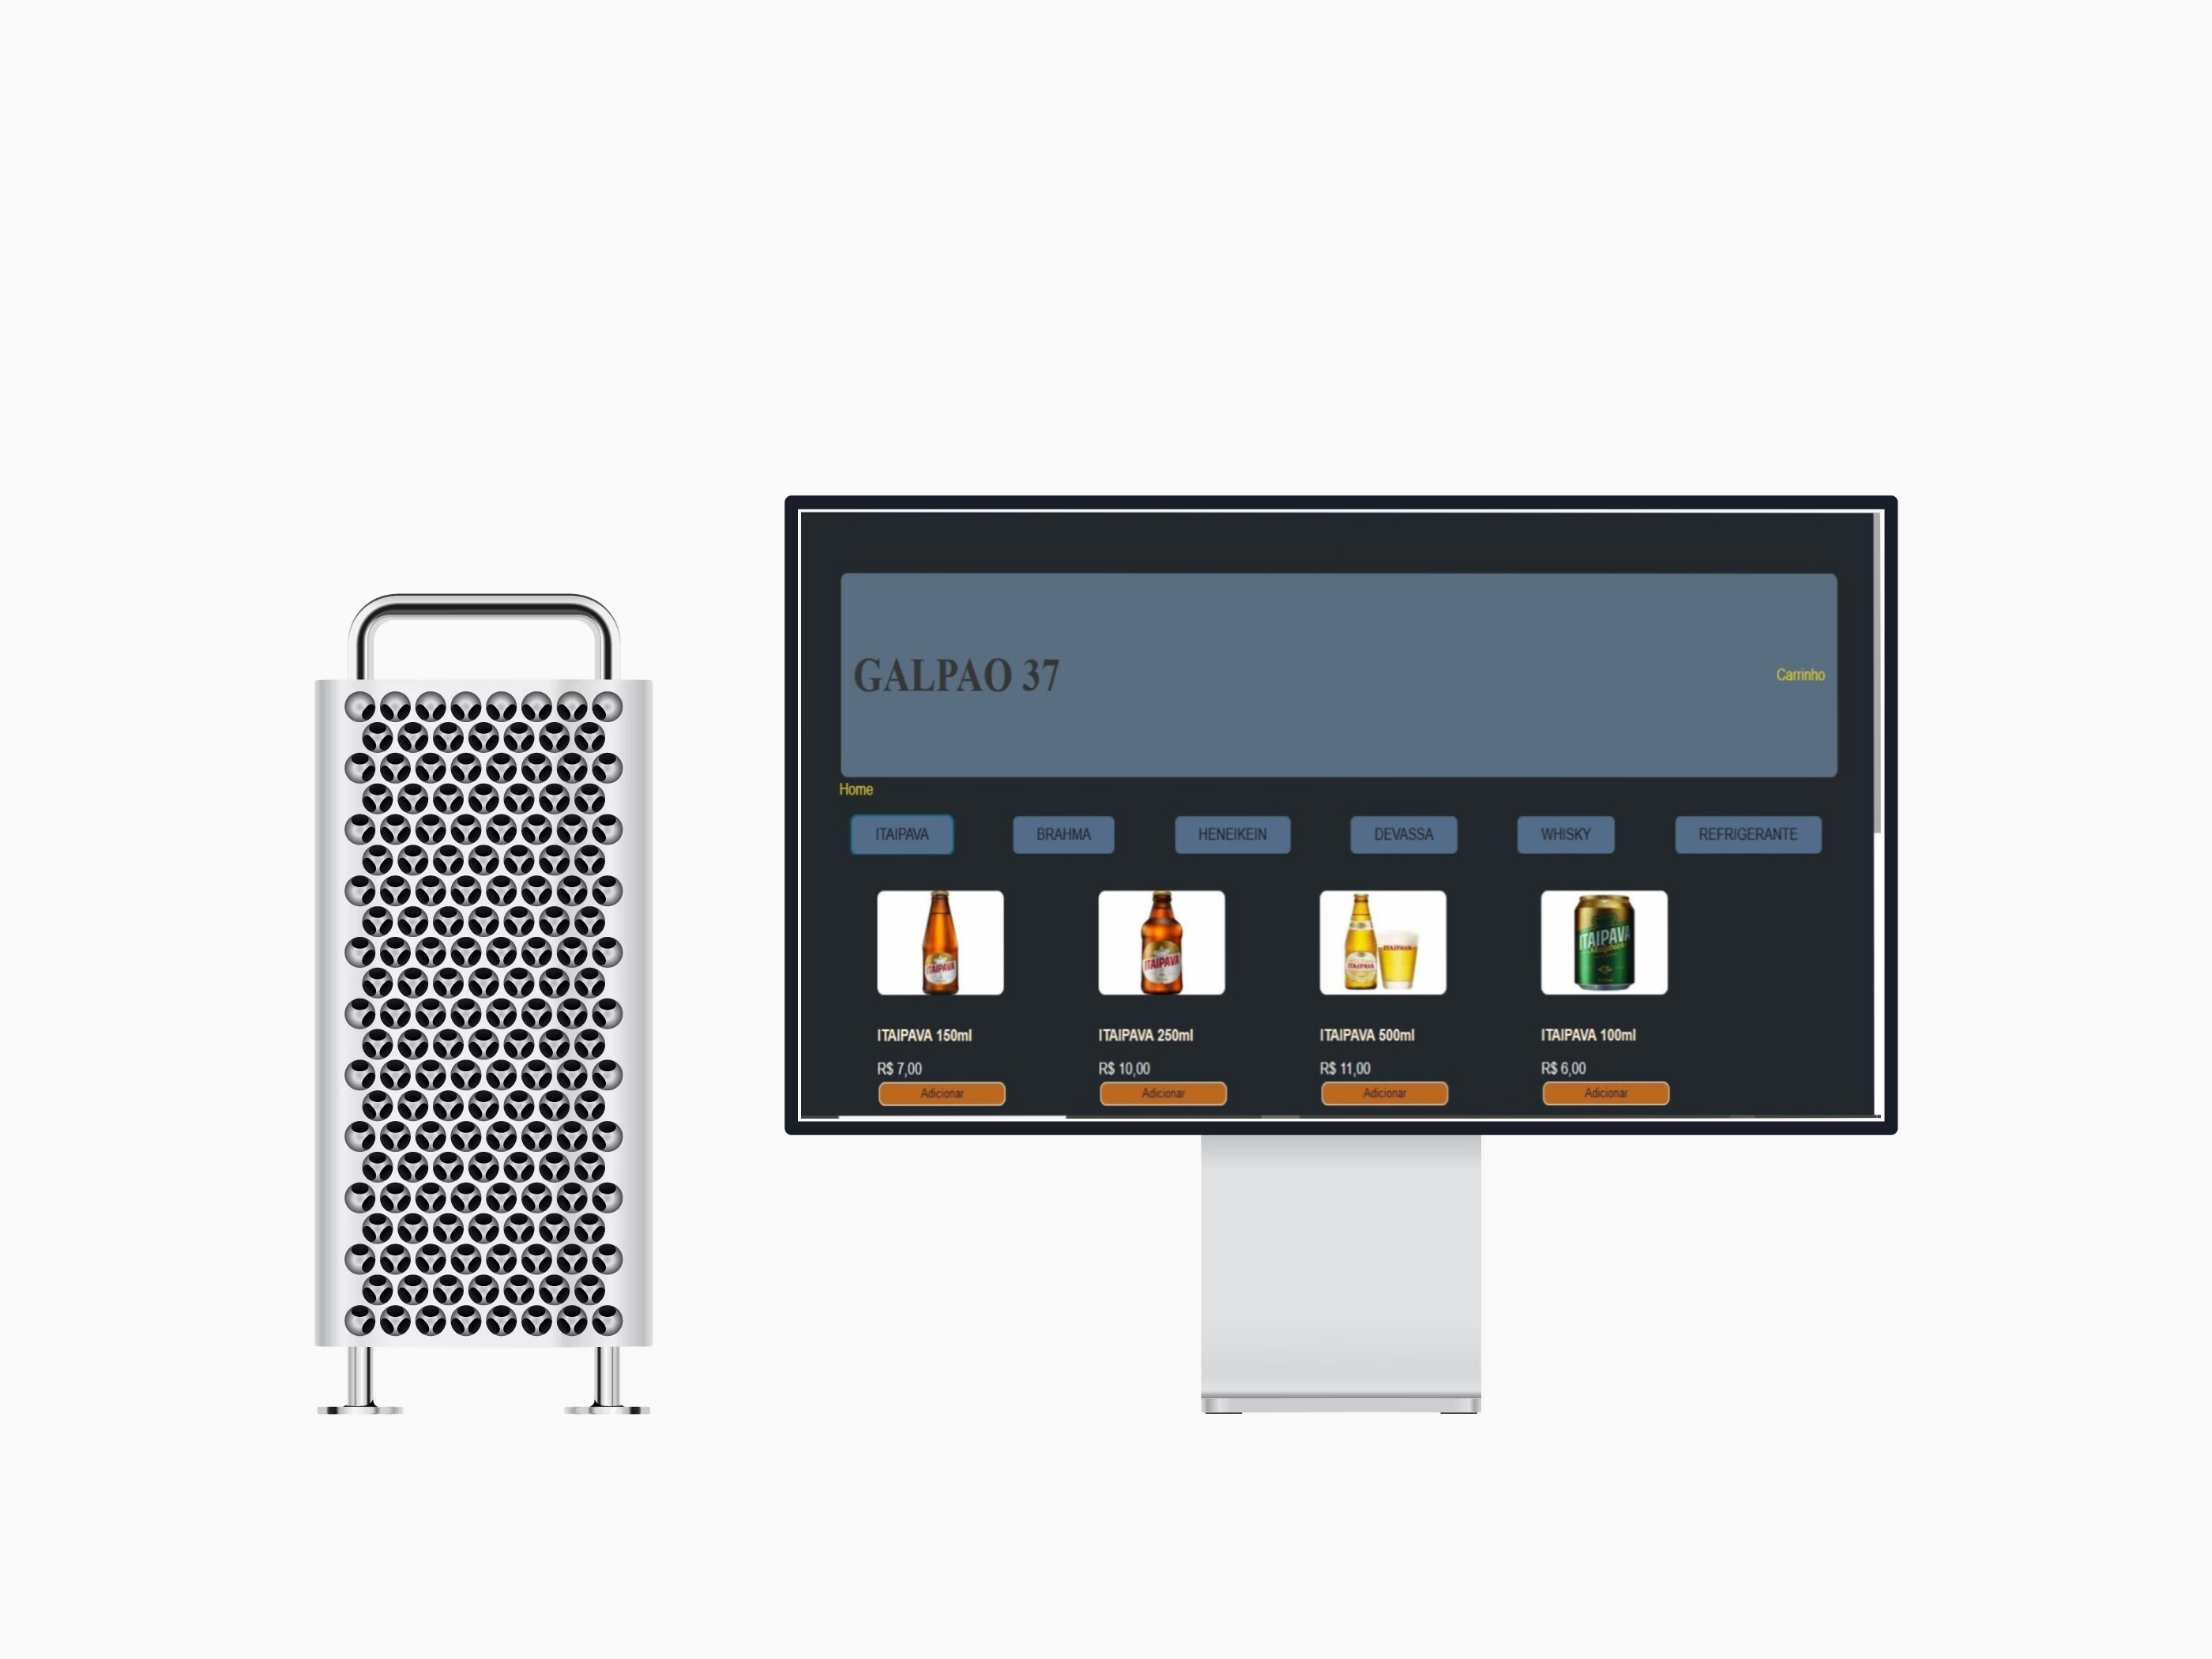 GALPAO 37
Carrinho
Home
ITAIPAVA BRAHMA HENEIKEIN DEVASSA WHISKY REFRIGERANTE
ITAIPAVA ITAIPAVA ITAIPAVA ITAIPAVA ITAIPAVA
ITAIPAVA 150ml ITAIPAVA 250ml ITAIPAVA 500ml ITAIPAVA 100ml
R$ 7,00 R$ 10,00 R$ 11,00 R$ 6,00
Adicionar Adicionar Adicionar Adicionar